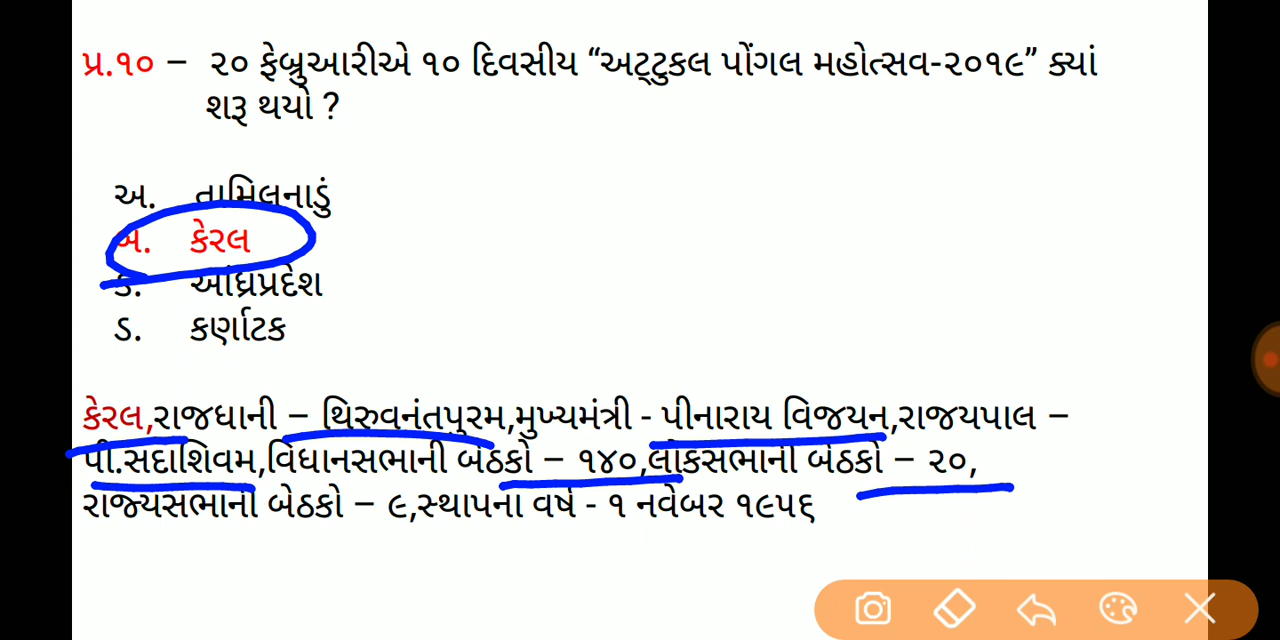 પ્ર.૧૦ – ૨૦ ફેબ્રુઆરીએ ૧૦ દિવસીય “અટ્ટુકલ પોંગલ મહોત્સવ-૨૦૧૯” ક્યાં
શરૂ થયો ?
અ. તામિલનાડું
બ. કેરલ
ક. આંધ્રપ્રદેશ
ડ. કર્ણાટક
કેરલ,રાજધાની – થિરુવનંતપુરમ,મુખ્યમંત્રી - પીનારાય વિજયન,રાજયપાલ –
પી.સદાશિવમ,વિધાનસભાની બેઠકો – ૧૪૦,લોકસભાની બેઠકો – ૨૦,
રાજ્યસભાની બેઠકો – ૯,સ્થાપના વર્ષ - ૧ નવેબર ૧૯૫૬